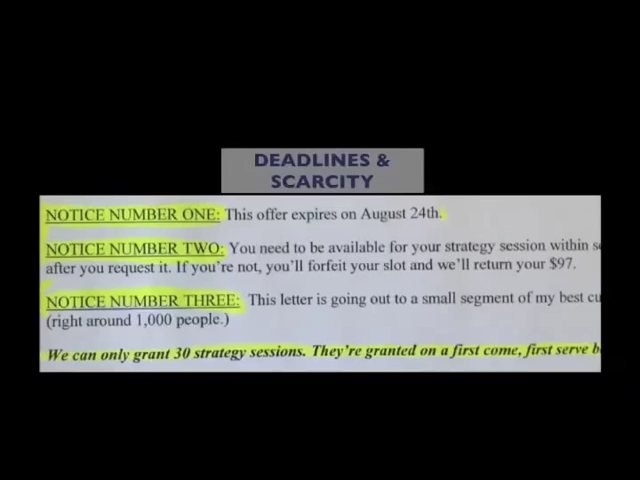 DEADLINES &
SCARCITY
NOTICE NUMBER ONE: This offer expires on August 24th.
NOTICE NUMBER TWO: You need to be available for your strategy session within
after you request it. If you're not, you'll forfeit your slot and we'll return your $97.
NOTICE NUMBER THREE: This letter is going out to a small segment of my best
(right around 1,000 people.)
We can only grant 30 strategy sessions. They're granted on a first come, first serve